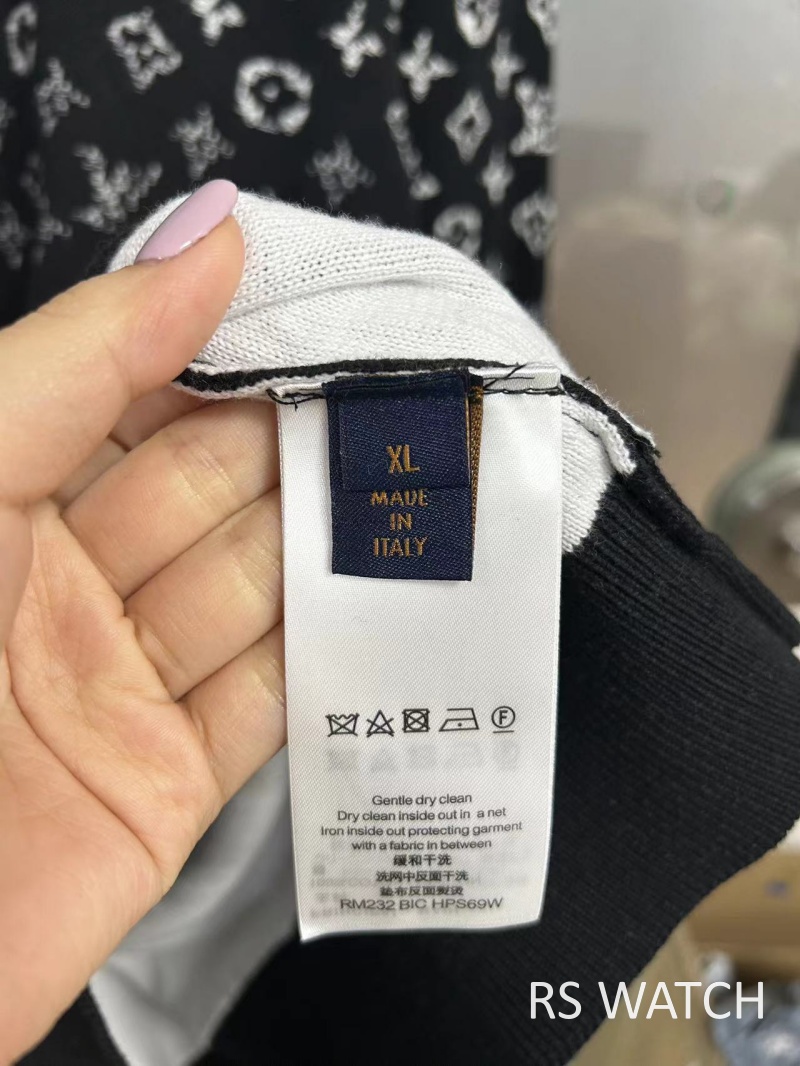 XL
MADE
IN
ITALY
F
Gentle dry clean
Dry clean inside out in a net
Iron inside out protecting garment
with a fabric in between
缓和干洗
洗网中反面干洗
垫布反面熨烫
RM232 BIC HPS69W
RS WATCH